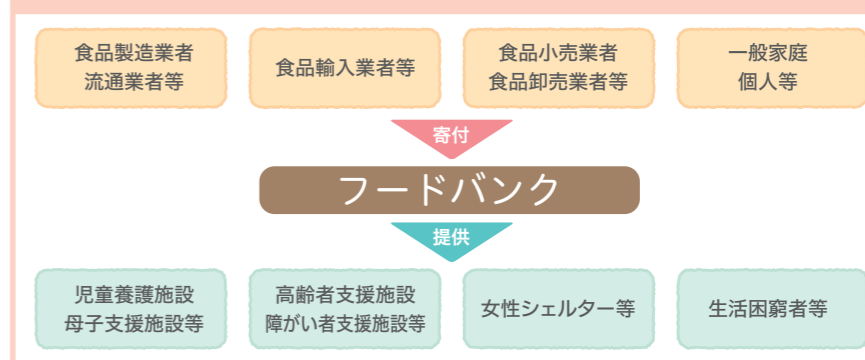 食品製造業者
流通業者等
食品輸入業者等
食品小売業者
食品卸売業者等
一般家庭
個人等
寄付
フードバンク
提供
児童養護施設
母子支援施設等
高齢者支援施設
障がい者支援施設等
女性シェルター等
生活困窮者等